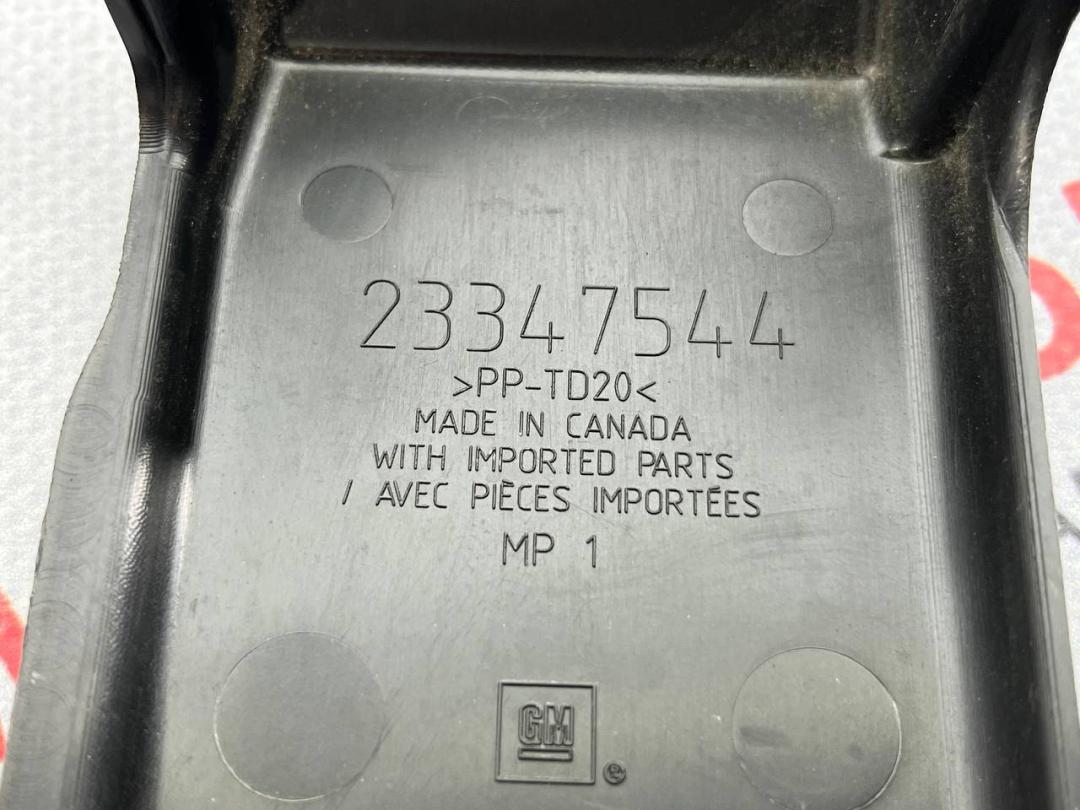 23347544
>PP-TD20<
MADE IN CANADA
WITH IMPORTED PARTS
/ AVEC PIÈCES IMPORTÉES
MP 1
GM